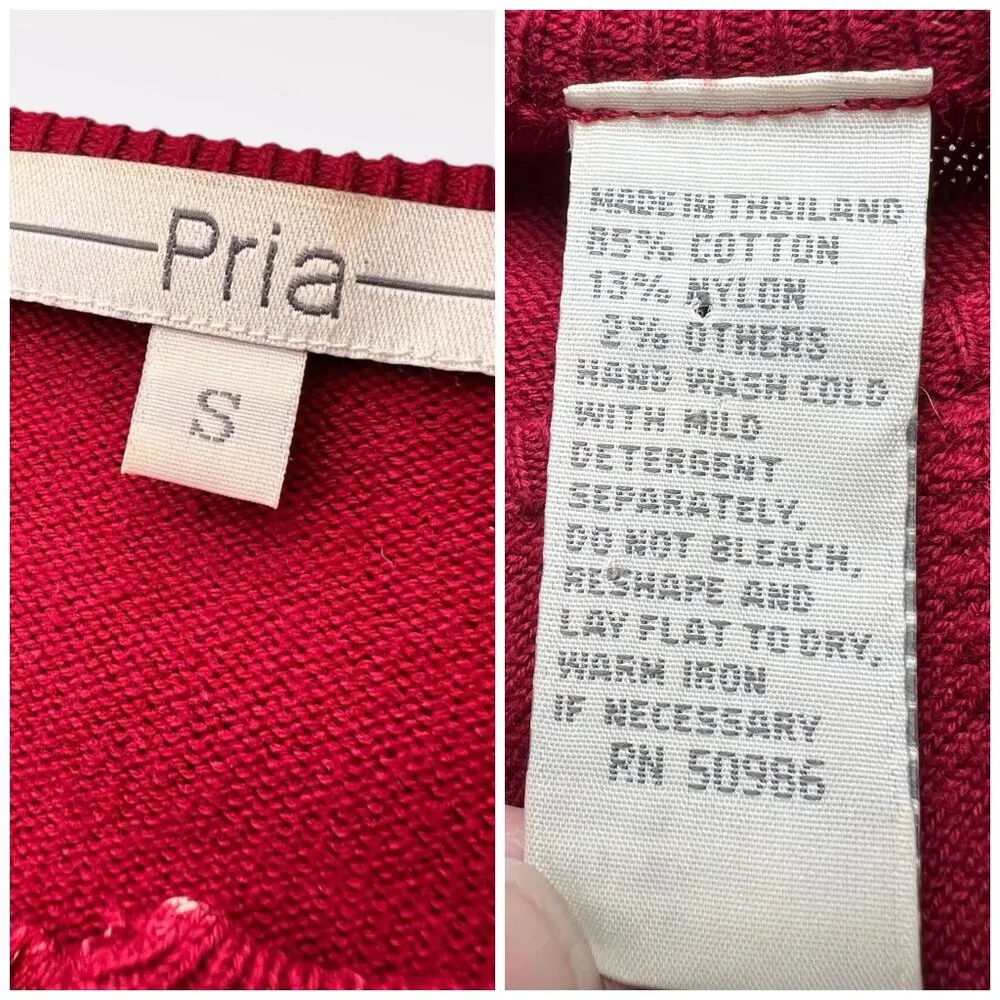 Pria
S
MADE IN THAILAND
85% COTTON
13% NYLON
2% OTHERS
HAND WASH COLD
WITH MILD
DETERGENT
SEPARATELY.
DO NOT BLEACH,
RESHAPE AND
LAY FLAT TO DRY.
WARM IRON
IF NECESSARY
RN 50986